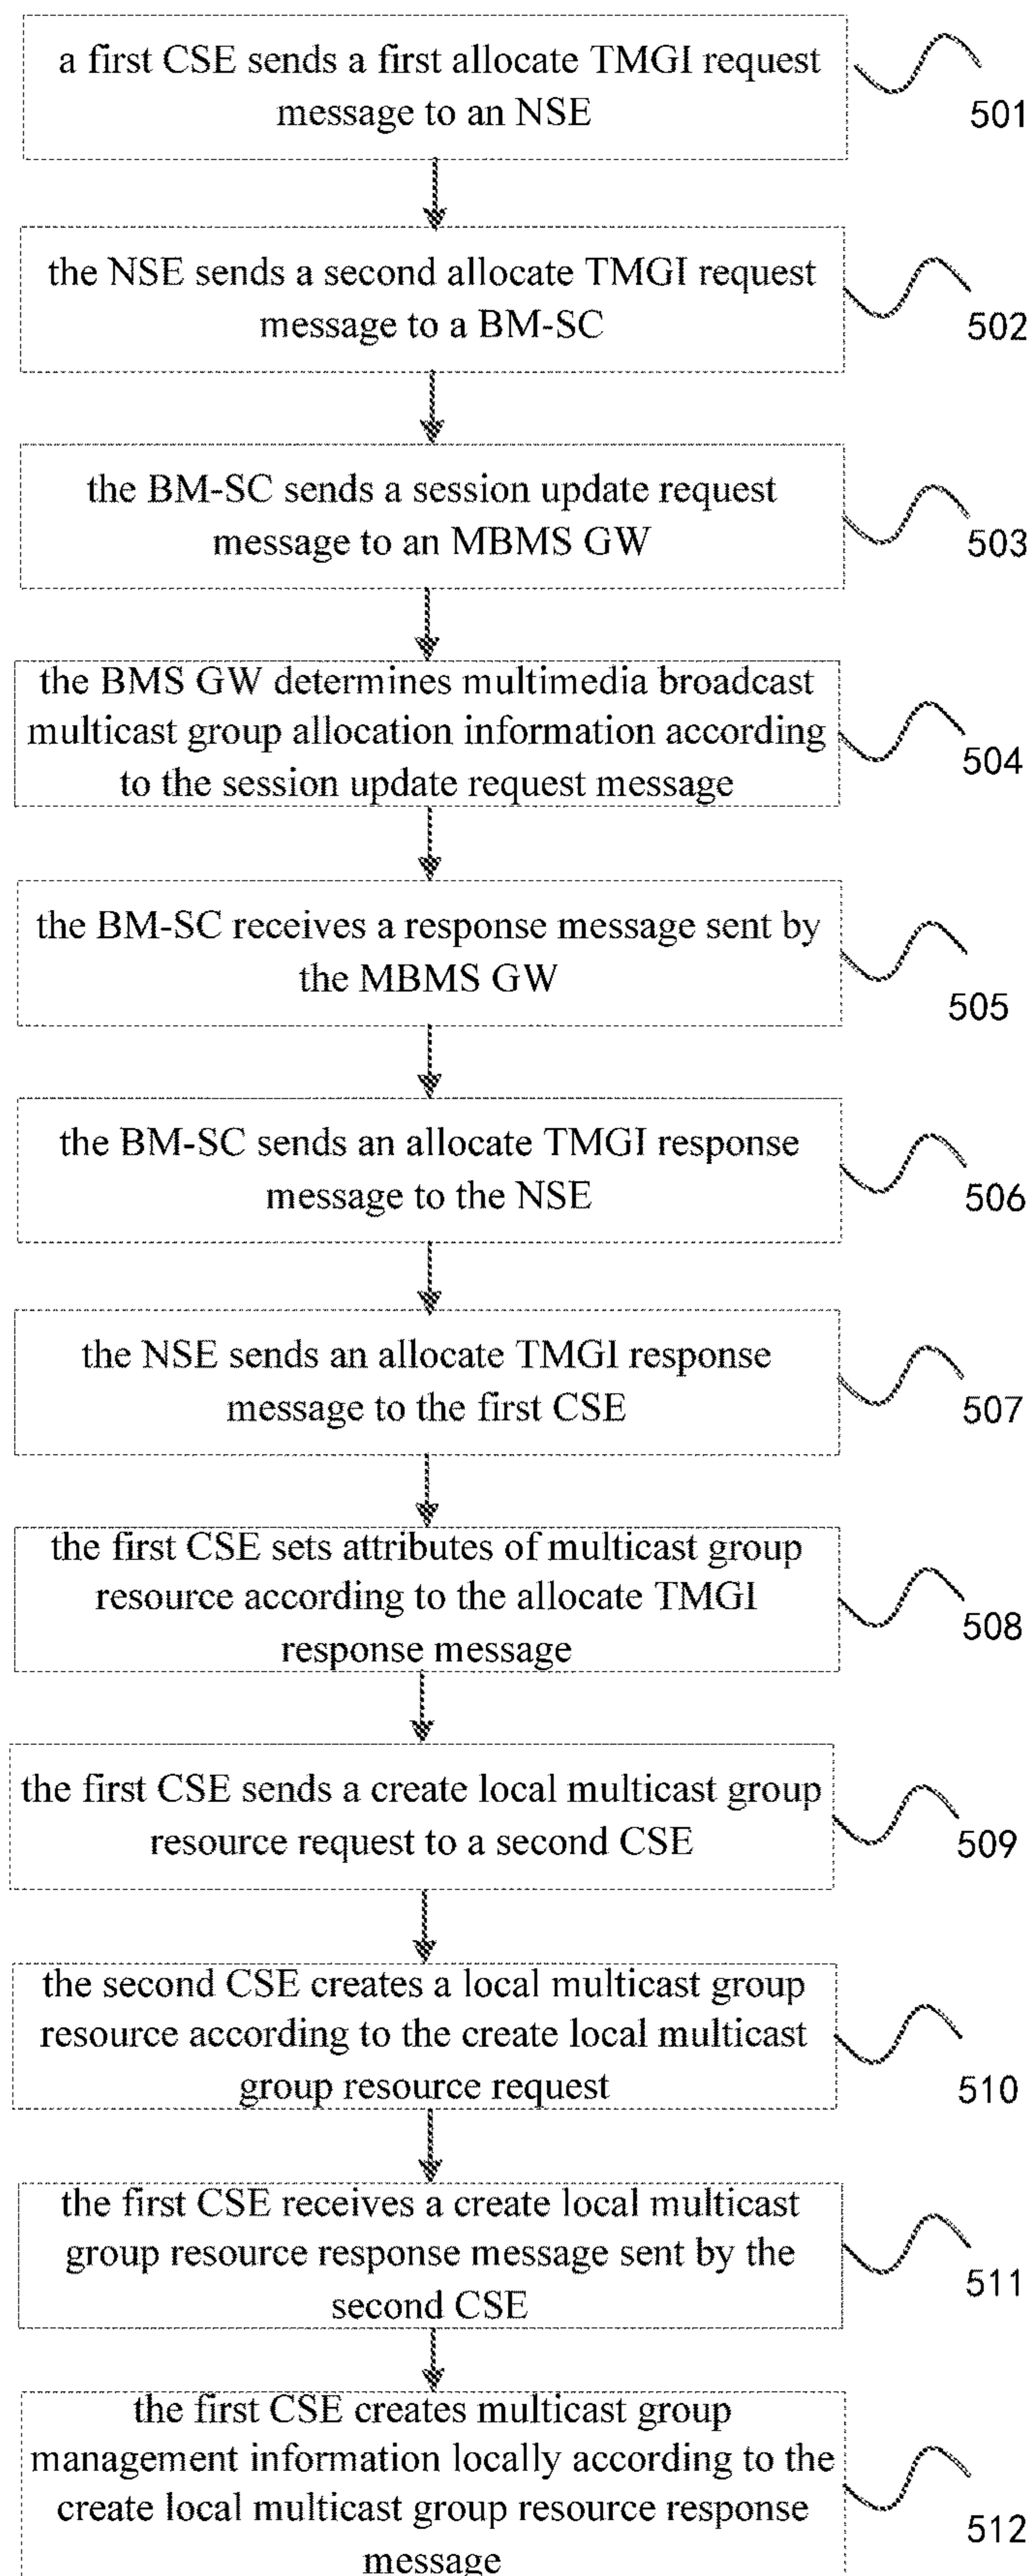 a first CSE sends a first allocate TMGI request
message to an NSE
501
the NSE sends a second allocate TMGI request
message to a BM-SC
502
the BM-SC sends a session update request
message to an MBMS GW
503
the BMS GW determines multimedia broadcast
multicast group allocation information according
to the session update request message
504
the BM-SC receives a response message sent by
the MBMS GW
505
the BM-SC sends an allocate TMGI response
message to the NSE
506
the NSE sends an allocate TMGI response
message to the first CSE
507
the first CSE sets attributes of multicast group
resource according to the allocate TMGI
response message
508
the first CSE sends a create local multicast group
resource request to a second CSE
509
the second CSE creates a local multicast group
resource according to the create local multicast
group resource request
510
the first CSE receives a create local multicast
group resource response message sent by the
second CSE
511
the first CSE creates multicast group
management information locally according to the
create local multicast group resource response
message
512